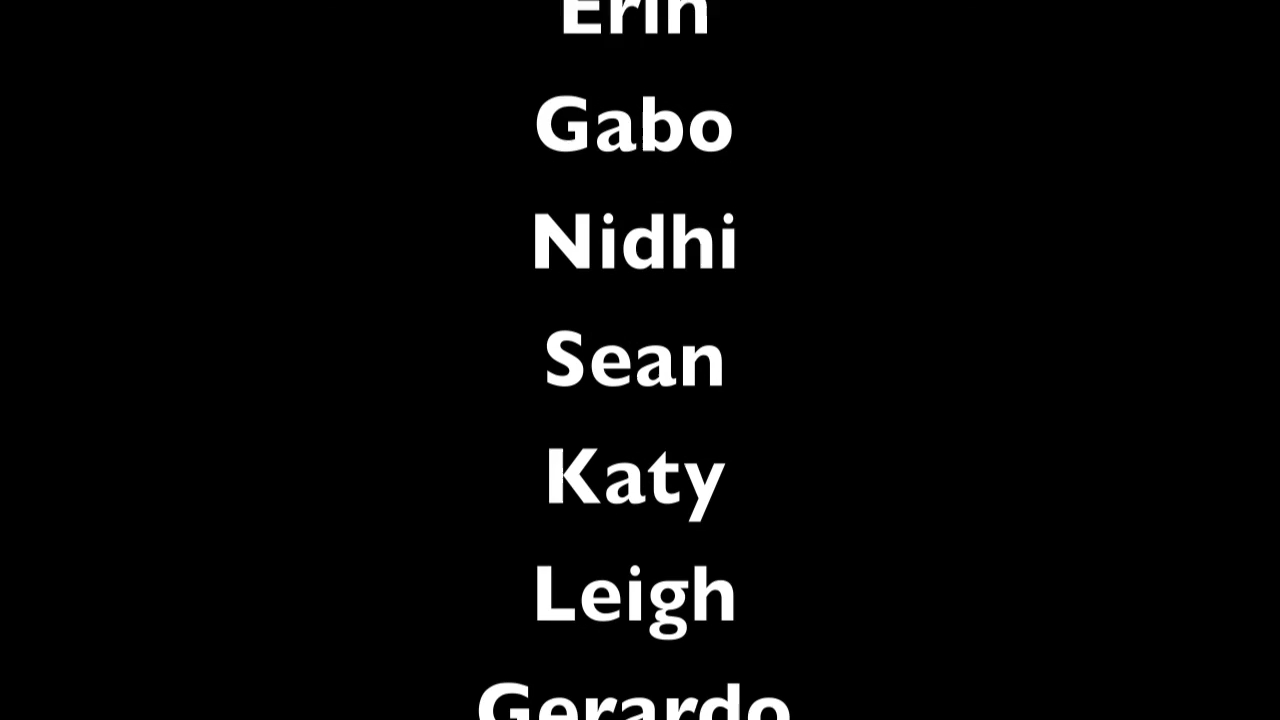 Erin
Gabo
Nidhi
Sean
Katy
Leigh
Gerardo